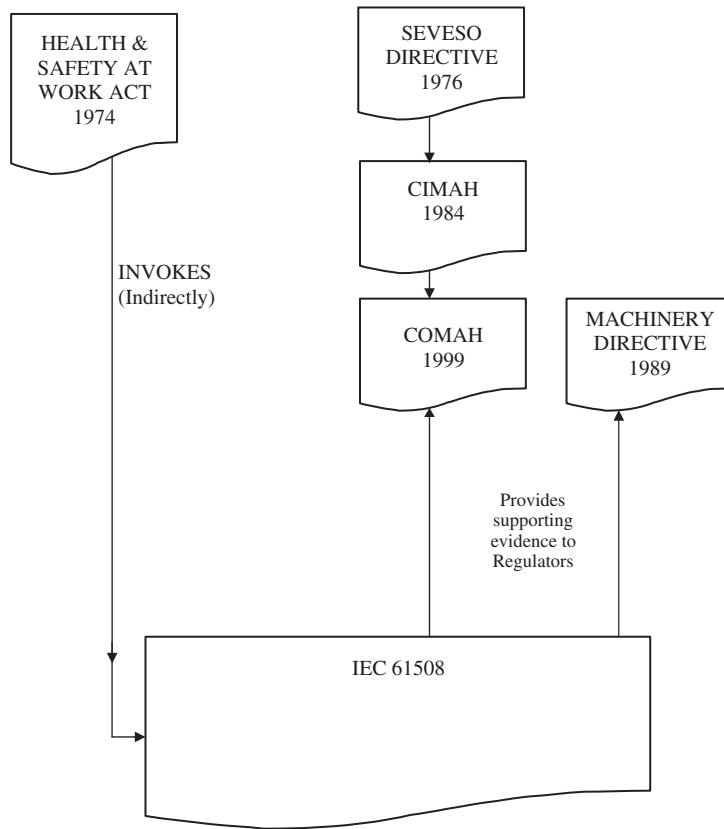 HEALTH &
SAFETY AT
WORK ACT
1974
SEVESO
DIRECTIVE
1976
CIMAH
1984
INVOKES
(Indirectly)
COMAH
1999
MACHINERY
DIRECTIVE
1989
Provides
supporting
evidence to
Regulators
IEC 61508